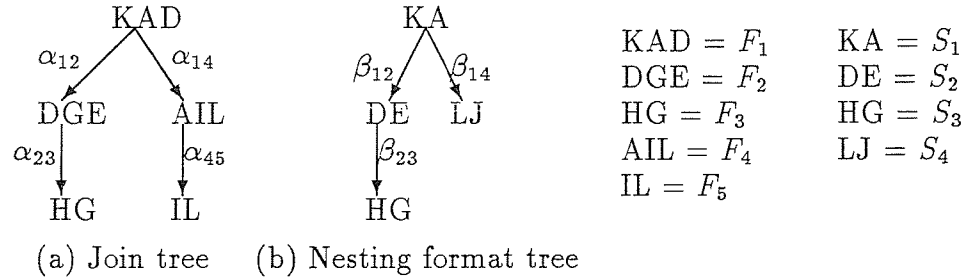 KAD
α12 α14
DGE AIL
α23 α45
HG IL
(a) Join tree
KA
β12 β14
DE LJ
β23
HG
(b) Nesting format tree
KAD = F1
DGE = F2
HG = F3
AIL = F4
IL = F5
KA = S1
DE = S2
HG = S3
LJ = S4